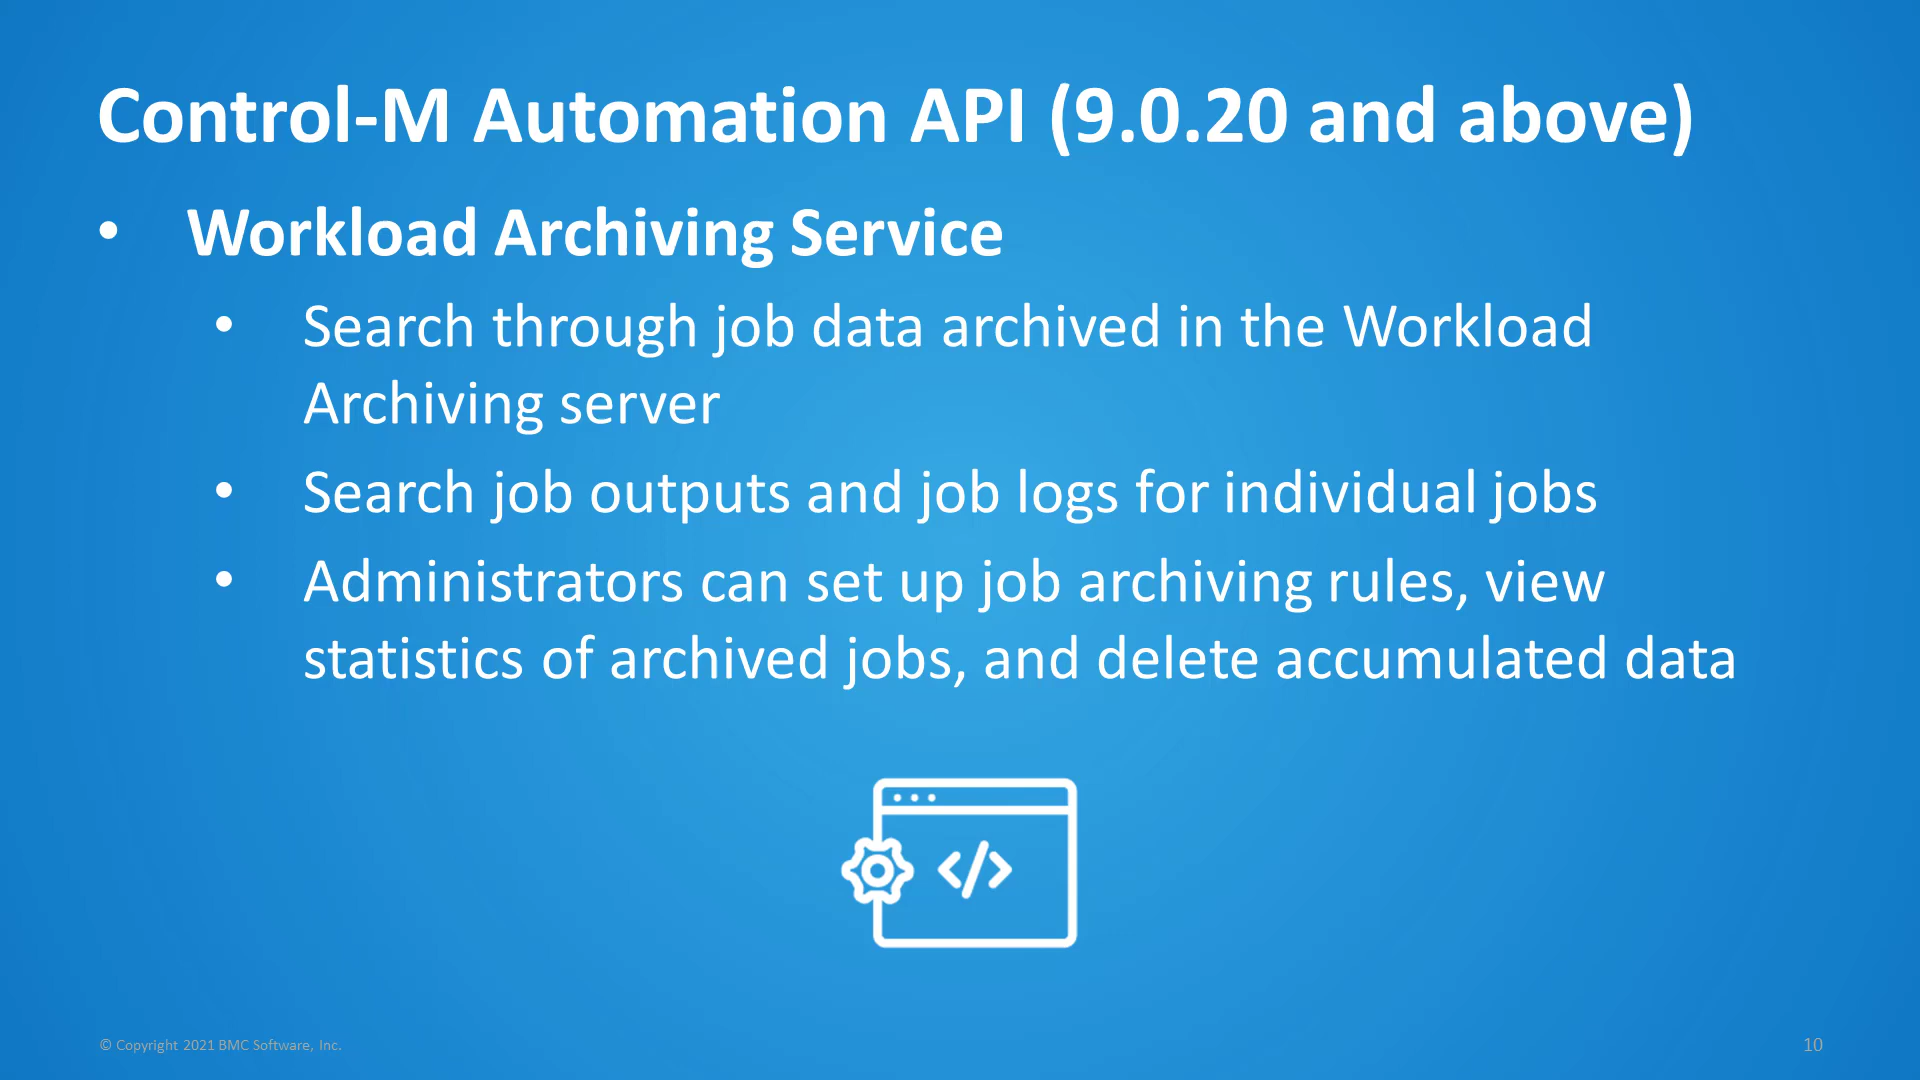 Control-M Automation API (9.0.20 and above)
• Workload Archiving Service
• Search through job data archived in the Workload
Archiving server
• Search job outputs and job logs for individual jobs
• Administrators can set up job archiving rules, view
statistics of archived jobs, and delete accumulated data
</>
© Copyright 2021 BMC Software, Inc.
10